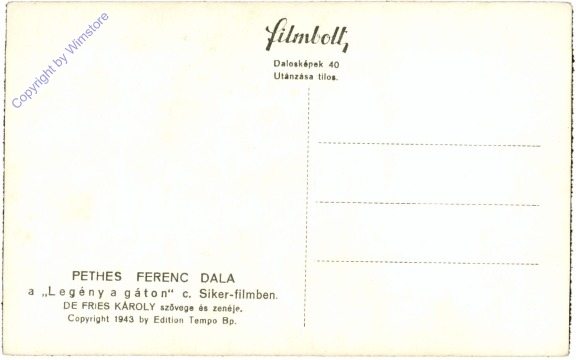 Copyright by Wimstore
filmbolt
Dalosképek 40
Utánzása tilos.
PETHES FERENC DALA
a „Legény a gáton" c. Siker-filmben.
DE FRIES KÁROLY szövege és zenéje.
Copyright 1943 by Edition Tempo Bp.